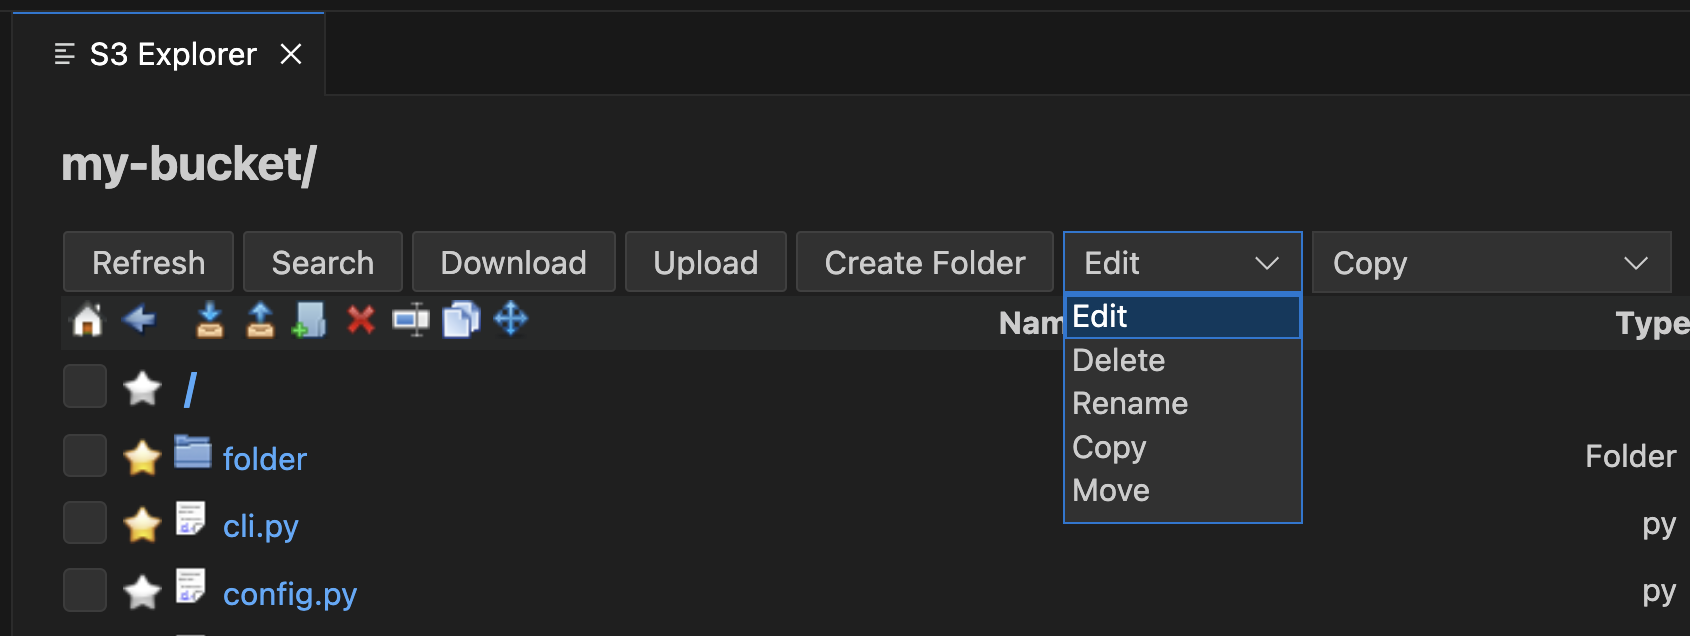 S3 Explorer
my-bucket/
Refresh Search Download Upload Create Folder Edit Copy
Nam Type
Edit
/
Delete
Rename
Copy
Move
folder Folder
cli.py py
config.py py